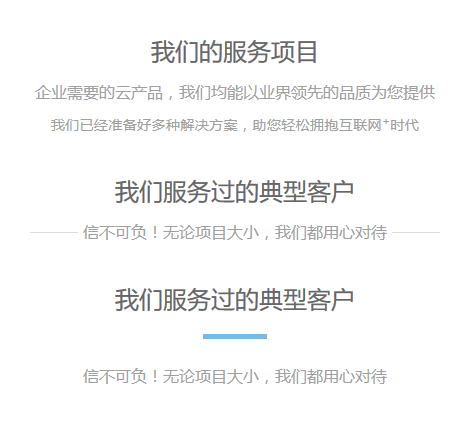 我们的服务项目
企业需要的云产品，我们均能以业界领先的品质为您提供
我们已经准备好多种解决方案，助您轻松拥抱互联网+时代
我们服务过的典型客户
信不可负！无论项目大小，我们都用心对待
我们服务过的典型客户
信不可负！无论项目大小，我们都用心对待